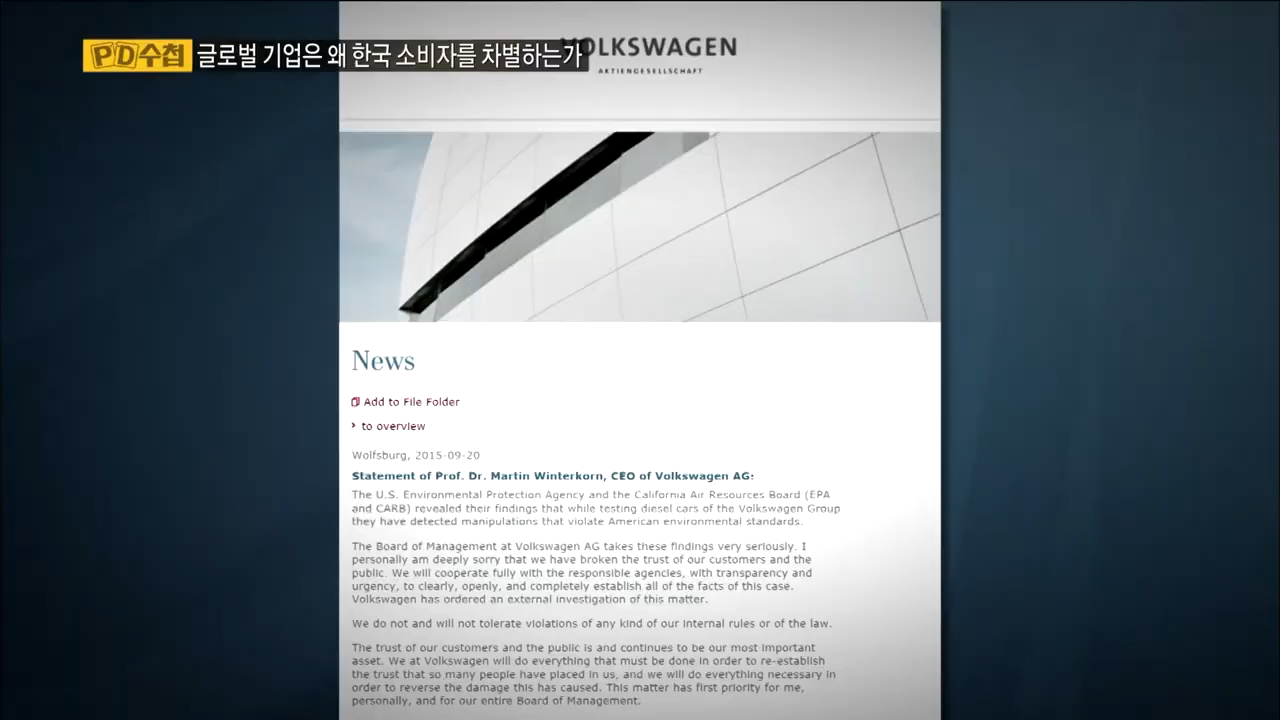 PD수첩 글로벌 기업은 왜 한국 소비자를 차별하는가
VOLKSWAGEN
AKTIENGESELLSCHAFT
News
Add to File Folder
to overview
Wolfsburg, 2015-09-20
Statement of Prof. Dr. Martin Winterkorn, CEO of Volkswagen AG:
The U.S. Environmental Protection Agency and the California Air Resources Board (EPA
and CARB) revealed their findings that while testing diesel cars of the Volkswagen Group
they have detected manipulations that violate American environmental standards.
The Board of Management at Volkswagen AG takes these findings very seriously. I
personally am deeply sorry that we have broken the trust of our customers and the
public. We will cooperate fully with the responsible agencies, with transparency and
urgency, to clearly, openly, and completely establish all of the facts of this case.
Volkswagen has ordered an external investigation of this matter.
We do not and will not tolerate violations of any kind of our internal rules or of the law.
The trust of our customers and the public is and continues to be our most important
asset. We at Volkswagen will do everything that must be done in order to re-establish
the trust that so many people have placed in us, and we will do everything necessary in
order to reverse the damage this has caused. This matter has first priority for me,
personally, and for our entire Board of Management.